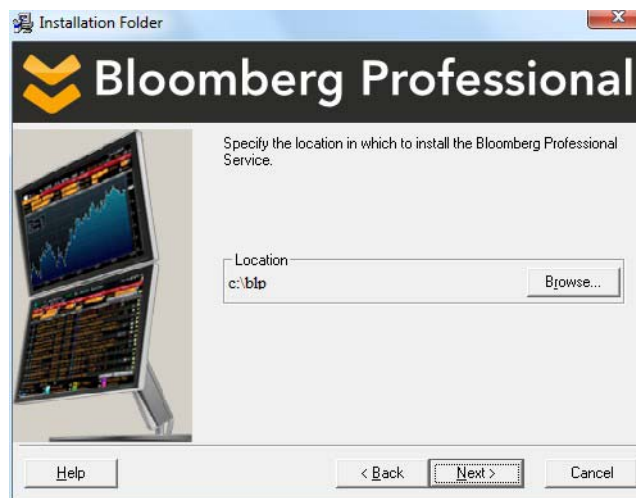 Installation Folder
Bloomberg Professional
Specify the location in which to install the Bloomberg Professional
Service.
Location
c:\blp
Browse...
Help
< Back
Next >
Cancel